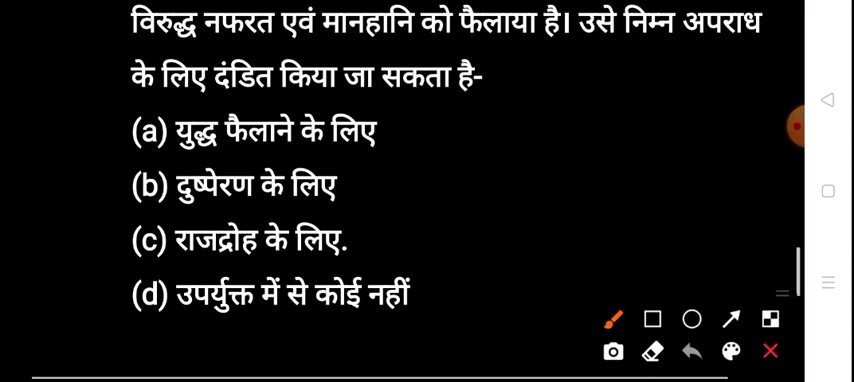 विरुद्ध नफरत एवं मानहानि को फैलाया है। उसे निम्न अपराध
के लिए दंडित किया जा सकता है-
(a) युद्ध फैलाने के लिए
(b) दुष्पेरण के लिए
(c) राजद्रोह के लिए.
(d) उपर्युक्त में से कोई नहीं